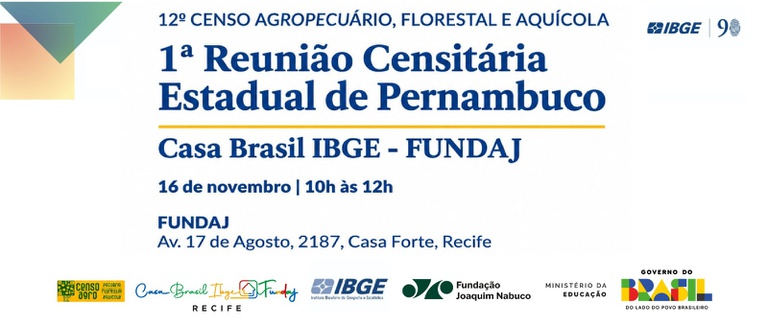 12º CENSO AGROPECUÁRIO, FLORESTAL E AQUÍCOLA
IBGE | 90
1ª Reunião Censitária
Estadual de Pernambuco
Casa Brasil IBGE - FUNDAJ
16 de novembro | 10h às 12h
FUNDAJ
Av. 17 de Agosto, 2187, Casa Forte, Recife
censo
agro
Casa Brasil Ibge Fundaj
RECIFE
IBGE
Instituto Brasileiro de Geografia e Estatística
Fundação
Joaquim Nabuco
MINISTÉRIO DA
EDUCAÇÃO
GOVERNO DO
BRASIL
DO LADO DO POVO BRASILEIRO